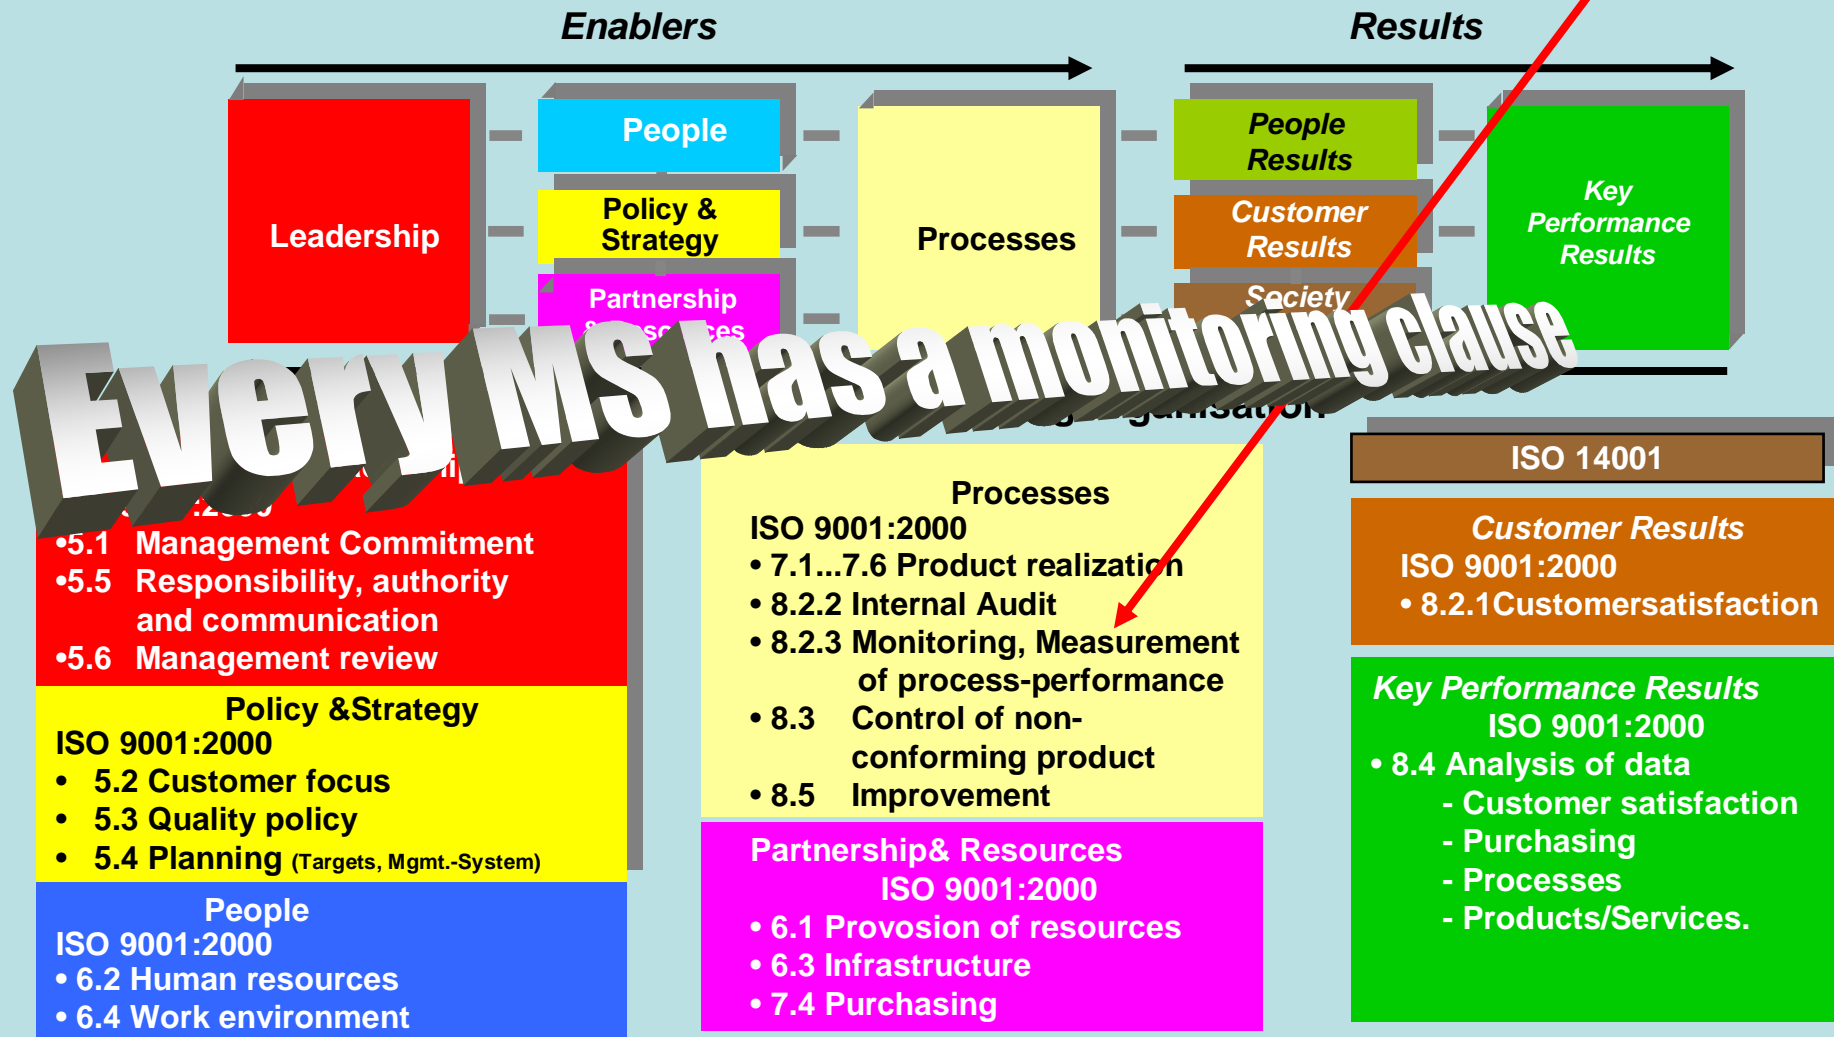 Enablers
Results
Leadership
People
Policy &
Strategy
Partnership
Processes
People
Results
Customer
Results
Society
Key
Performance
Results
Every MS has a monitoring clause
•5.1 Management Commitment
•5.5 Responsibility, authority
and communication
•5.6 Management review
Policy &Strategy
ISO 9001:2000
• 5.2 Customer focus
• 5.3 Quality policy
• 5.4 Planning (Targets, Mgmt.-System)
People
ISO 9001:2000
• 6.2 Human resources
• 6.4 Work environment
Processes
ISO 9001:2000
• 7.1...7.6 Product realization
• 8.2.2 Internal Audit
• 8.2.3 Monitoring, Measurement
of process-performance
• 8.3 Control of non-
conforming product
• 8.5 Improvement
Partnership& Resources
ISO 9001:2000
• 6.1 Provosion of resources
• 6.3 Infrastructure
• 7.4 Purchasing
ISO 14001
Customer Results
ISO 9001:2000
• 8.2.1Customersatisfaction
Key Performance Results
ISO 9001:2000
• 8.4 Analysis of data
- Customer satisfaction
- Purchasing
- Processes
- Products/Services.